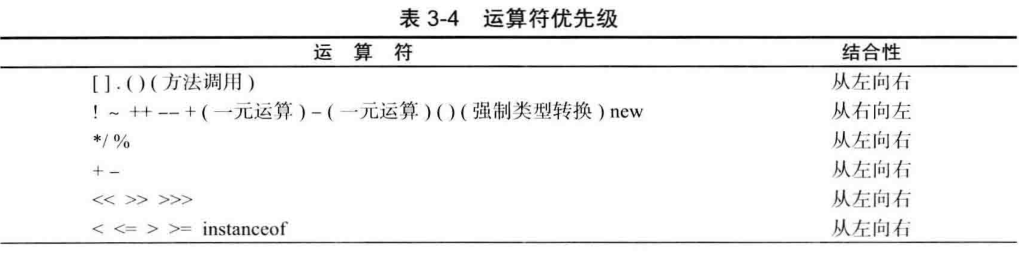 表 3-4 运算符优先级
运 算 符 结合性
[ ] . ( ) ( 方法调用 ) 从左向右
! ~ ++ -- + ( 一元运算 ) – ( 一元运算 ) ( ) ( 强制类型转换 ) new 从右向左
*/ % 从左向右
+ – 从左向右
<< >> >>> 从左向右
< <= > >= instanceof 从左向右